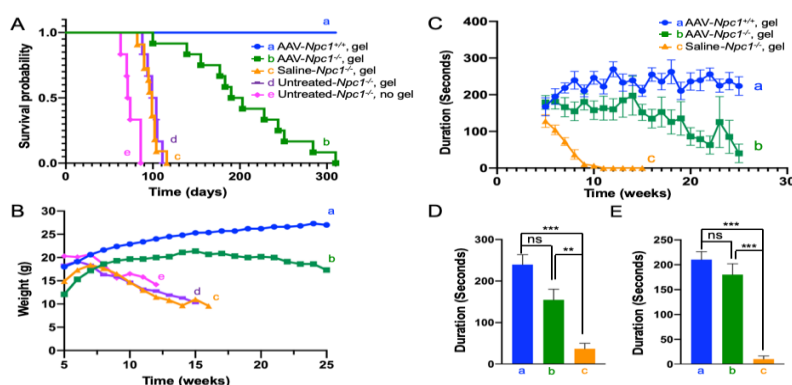 A
a AAV-Npc1+/+, gel
b AAV-Npc1-/-, gel
c Saline-Npc1-/-, gel
d Untreated-Npc1-/-, gel
e Untreated-Npc1-/-, no gel
Survival probability
1.0
0.5
0.0
0 100 200 300
Time (days)
a
b
c
d
e
B
Weight (g)
40
30
20
10
0
5 10 15 20 25
Time (weeks)
a
b
c
d
e
C
a AAV-Npc1+/+, gel
b AAV-Npc1-/-, gel
c Saline-Npc1-/-, gel
Duration (Seconds)
400
300
200
100
0
0 10 20 30
Time (weeks)
a
b
c
D
Duration (Seconds)
300
200
100
0
***
ns
**
a b c
E
Duration (Seconds)
250
200
150
100
50
0
***
ns
***
a b c